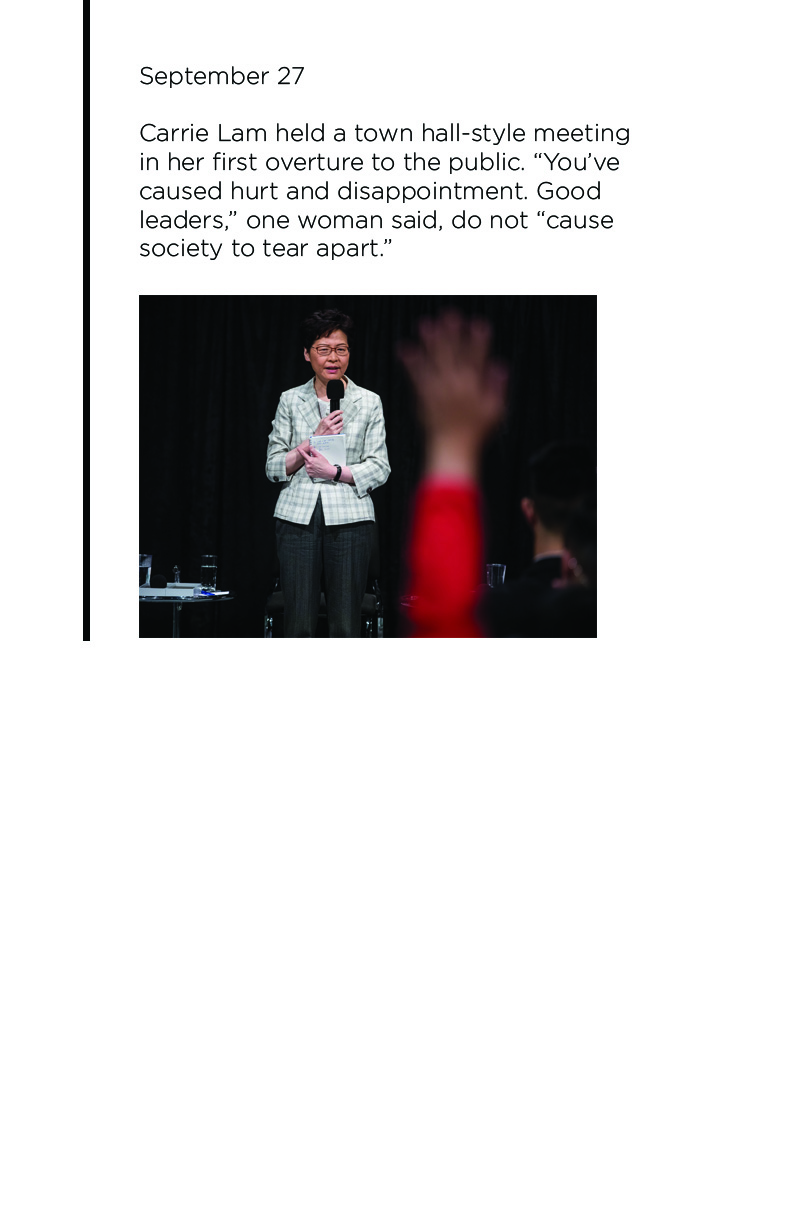 September 27
Carrie Lam held a town hall-style meeting
in her first overture to the public. “You’ve
caused hurt and disappointment. Good
leaders,” one woman said, do not “cause
society to tear apart.”